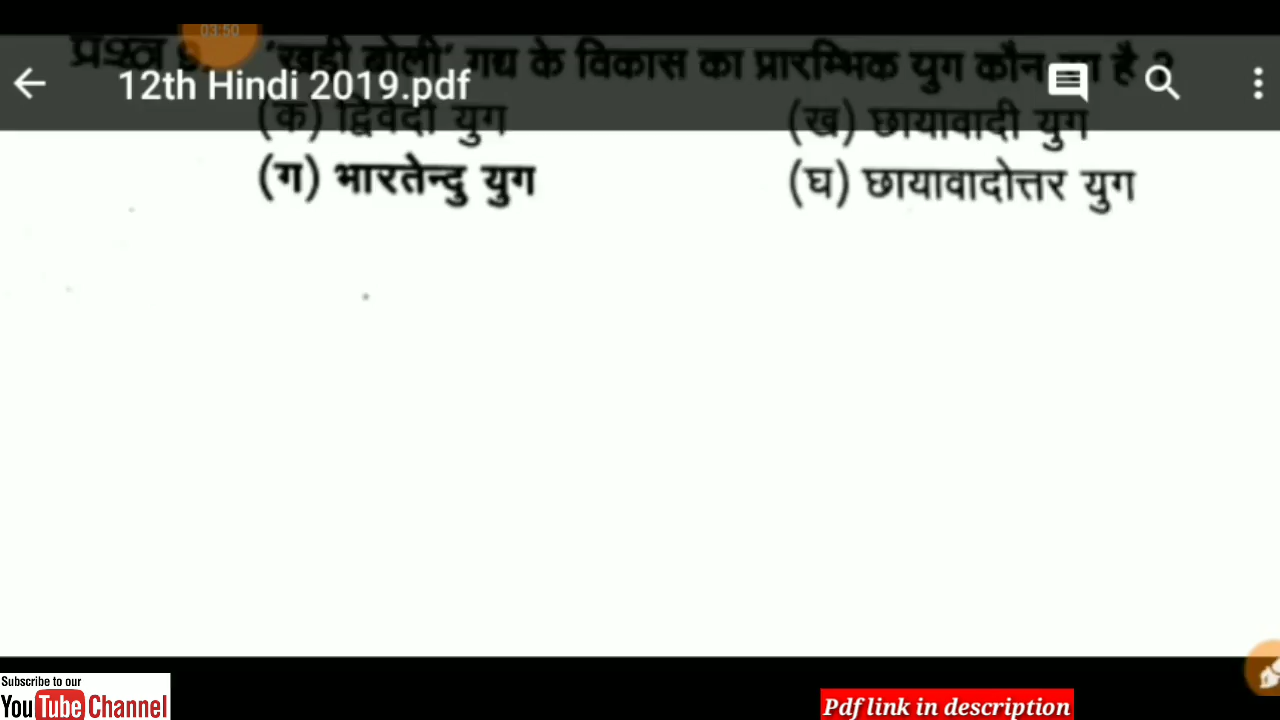 03:50
प्रश्न 9. 'खड़ी बोली' गद्य के विकास का प्रारम्भिक युग कौन सा है ?
12th Hindi 2019.pdf
(क) द्विवेदी युग (ख) छायावादी युग
(ग) भारतेन्दु युग (घ) छायावादोत्तर युग
Subscribe to our
YouTube Channel
Pdf link in description